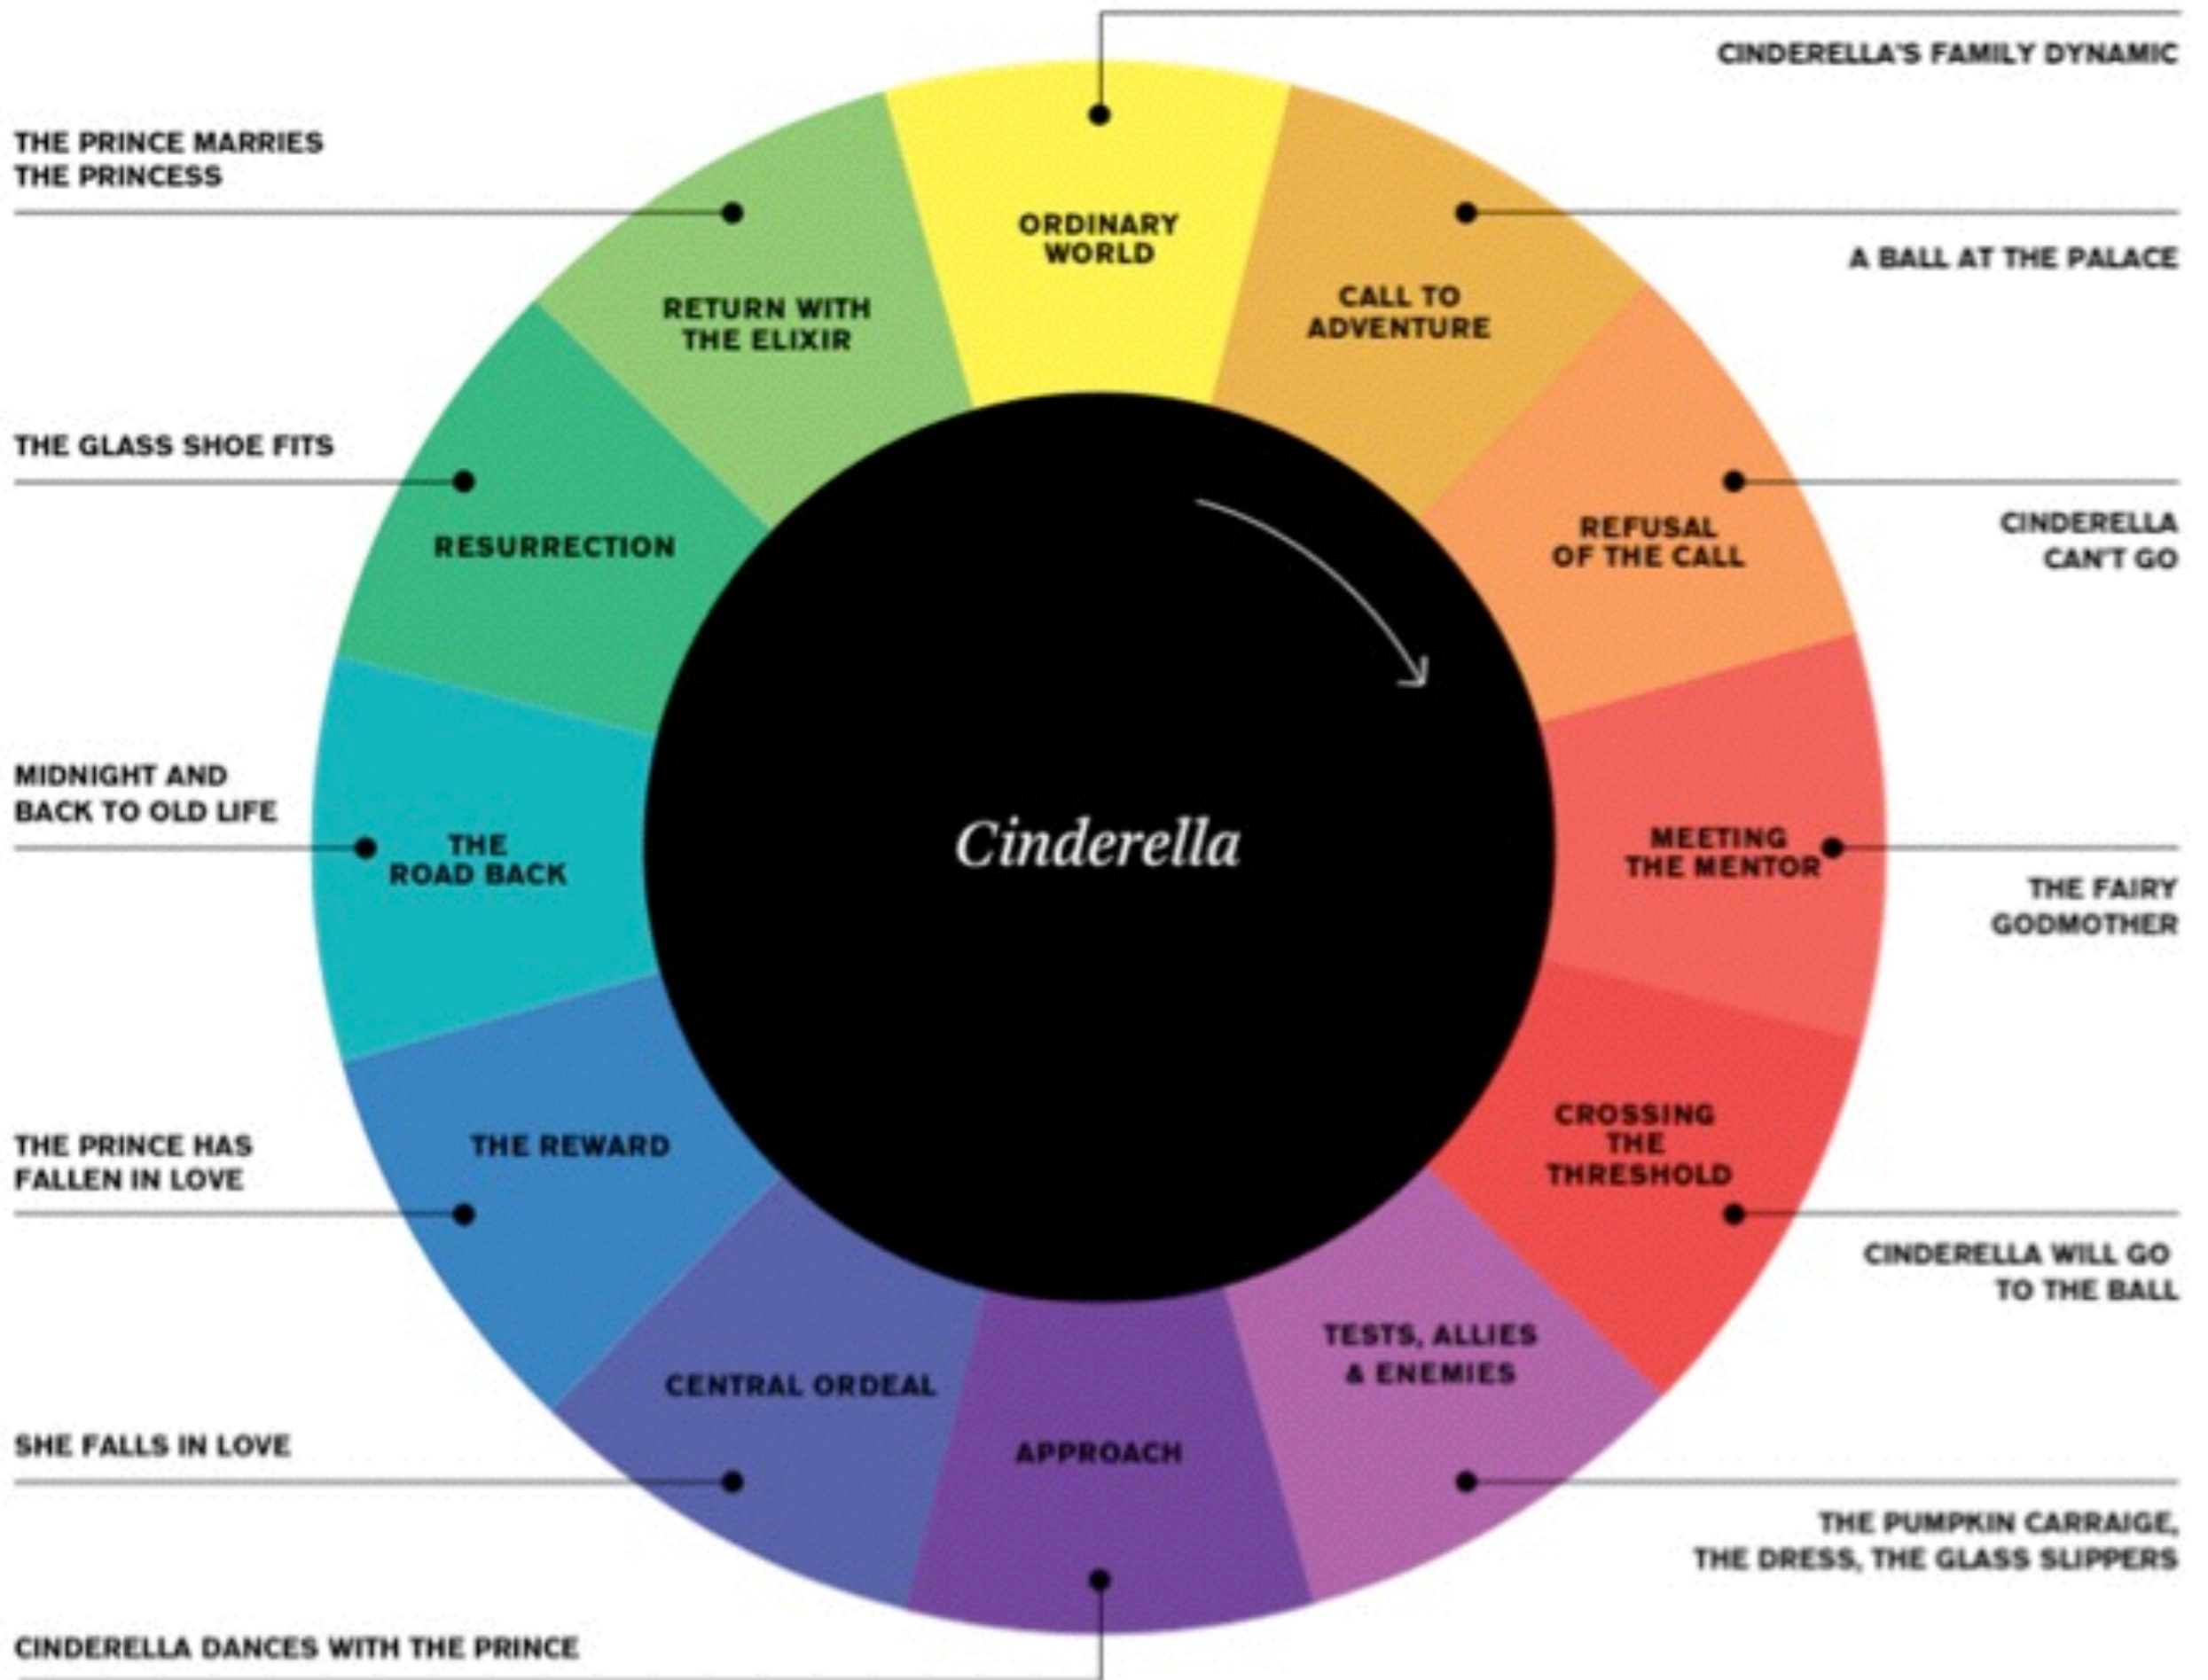 CINDERELLA'S FAMILY DYNAMIC
ORDINARY
WORLD
A BALL AT THE PALACE
CALL TO
ADVENTURE
CINDERELLA
CAN'T GO
REFUSAL
OF THE CALL
MEETING
THE MENTOR
THE FAIRY
GODMOTHER
CROSSING
THE
THRESHOLD
CINDERELLA WILL GO
TO THE BALL
TESTS, ALLIES
& ENEMIES
THE PUMPKIN CARRAIGE,
THE DRESS, THE GLASS SLIPPERS
APPROACH
CINDERELLA DANCES WITH THE PRINCE
CENTRAL ORDEAL
SHE FALLS IN LOVE
THE REWARD
THE PRINCE HAS
FALLEN IN LOVE
THE
ROAD BACK
MIDNIGHT AND
BACK TO OLD LIFE
RESURRECTION
THE GLASS SHOE FITS
RETURN WITH
THE ELIXIR
THE PRINCE MARRIES
THE PRINCESS
Cinderella